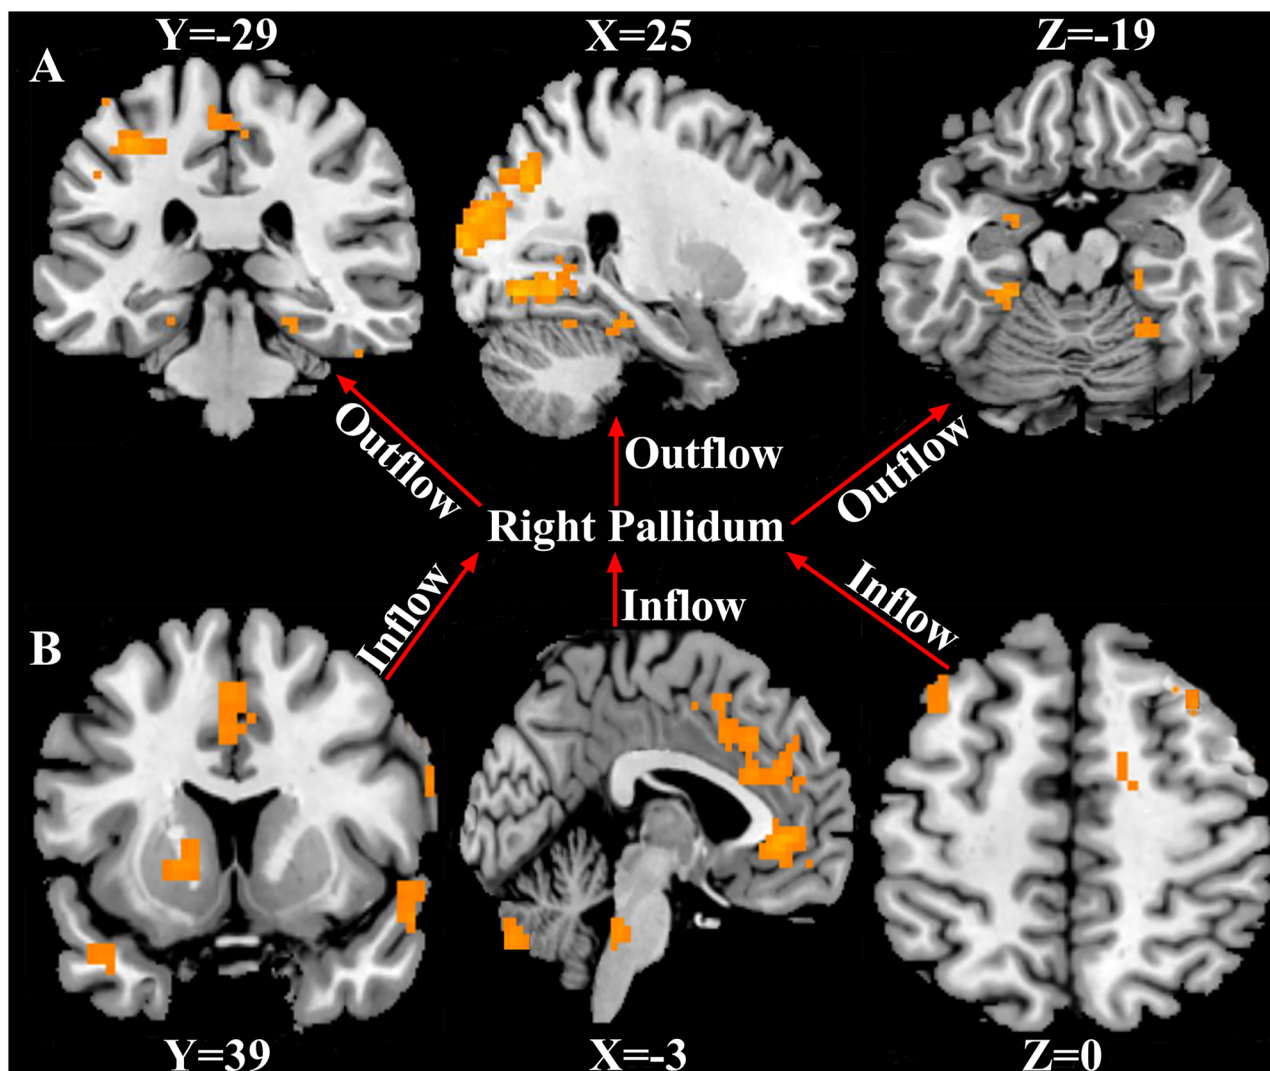 Y=-29
X=25
Z=-19
A
Outflow
Outflow
Outflow
Right Pallidum
Inflow
Inflow
Inflow
B
Y=39
X=-3
Z=0